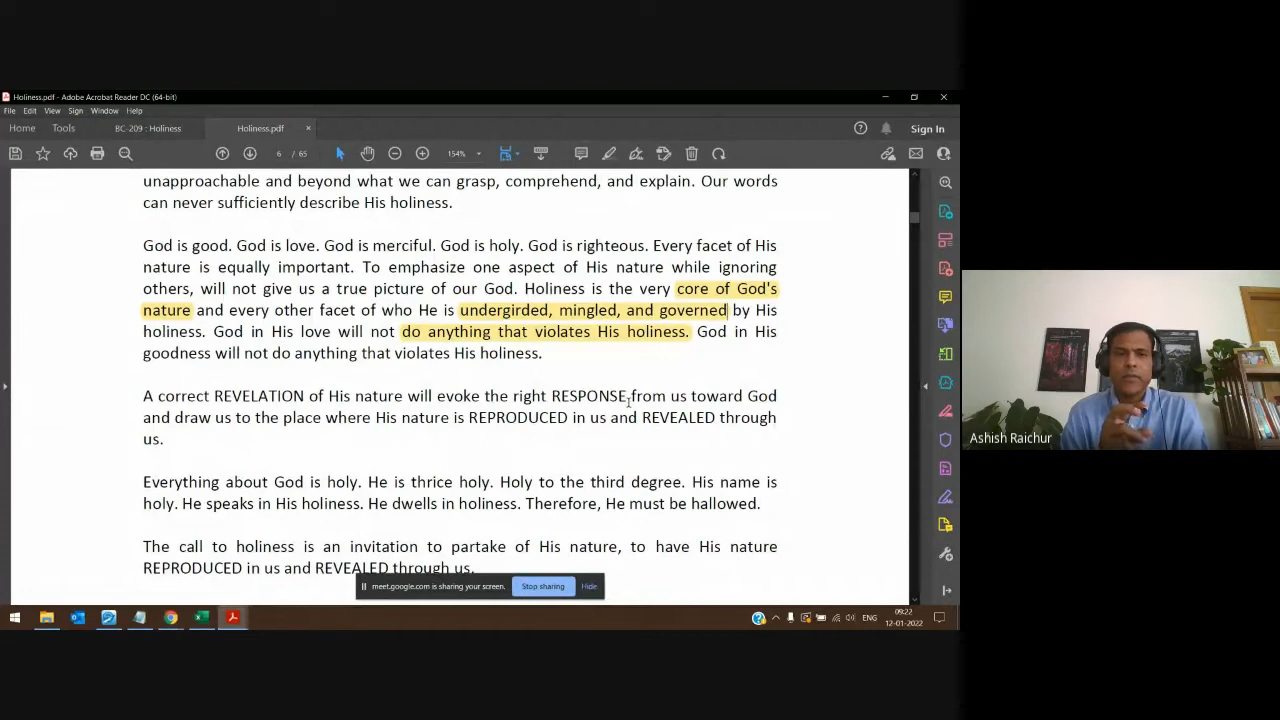 Holiness.pdf - Adobe Acrobat Reader DC (64-bit)
File Edit View Sign Window Help
Home Tools BC-209 : Holiness Holiness.pdf × Sign In
6 / 65 154%
unapproachable and beyond what we can grasp, comprehend, and explain. Our words
can never sufficiently describe His holiness.
God is good. God is love. God is merciful. God is holy. God is righteous. Every facet of His
nature is equally important. To emphasize one aspect of His nature while ignoring
others, will not give us a true picture of our God. Holiness is the very core of God's
nature and every other facet of who He is undergirded, mingled, and governed by His
holiness. God in His love will not do anything that violates His holiness. God in His
goodness will not do anything that violates His holiness.
A correct REVELATION of His nature will evoke the right RESPONSE from us toward God
and draw us to the place where His nature is REPRODUCED in us and REVEALED through
us.
Everything about God is holy. He is thrice holy. Holy to the third degree. His name is
holy. He speaks in His holiness. He dwells in holiness. Therefore, He must be hallowed.
The call to holiness is an invitation to partake of His nature, to have His nature
REPRODUCED in us and REVEALED through us.
meet.google.com is sharing your screen. Stop sharing Hide
ENG
09:22
12-01-2022
Ashish Raichur